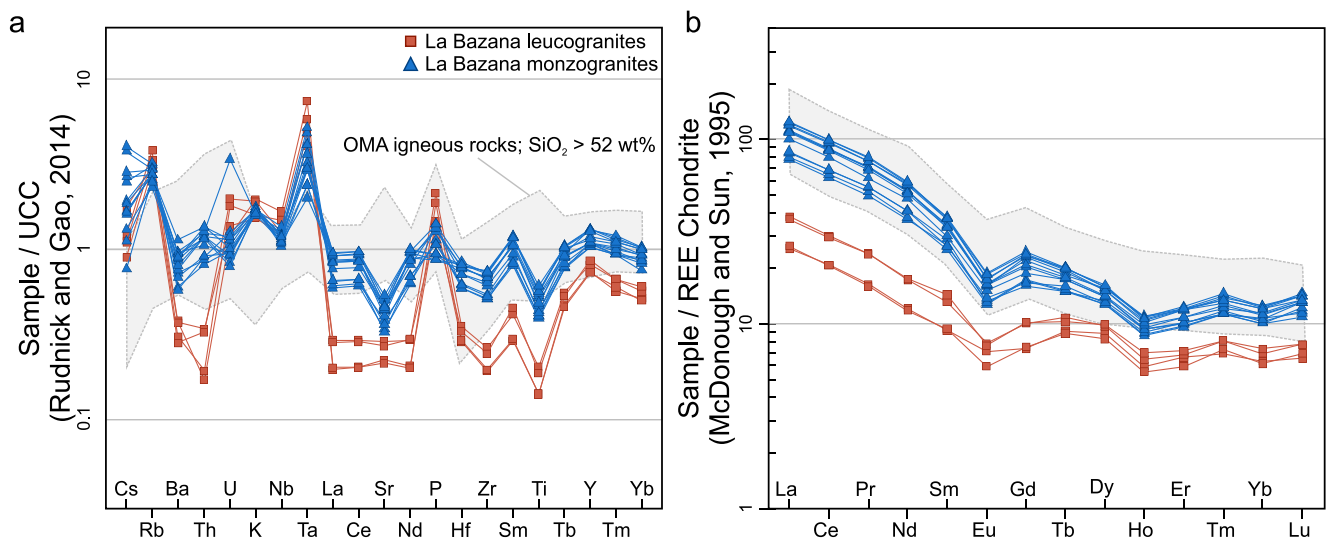 a
La Bazana leucogranites
La Bazana monzogranites
OMA igneous rocks; SiO₂ > 52 wt%
Sample / UCC
(Rudnick and Gao, 2014)
10
1
0.1
Cs Ba U Nb La Sr P Zr Ti Y Yb
Rb Th K Ta Ce Nd Hf Sm Tb Tm
b
Sample / REE Chondrite
(McDonough and Sun, 1995)
100
10
1
La Pr Sm Gd Dy Er Yb
Ce Nd Eu Tb Ho Tm Lu